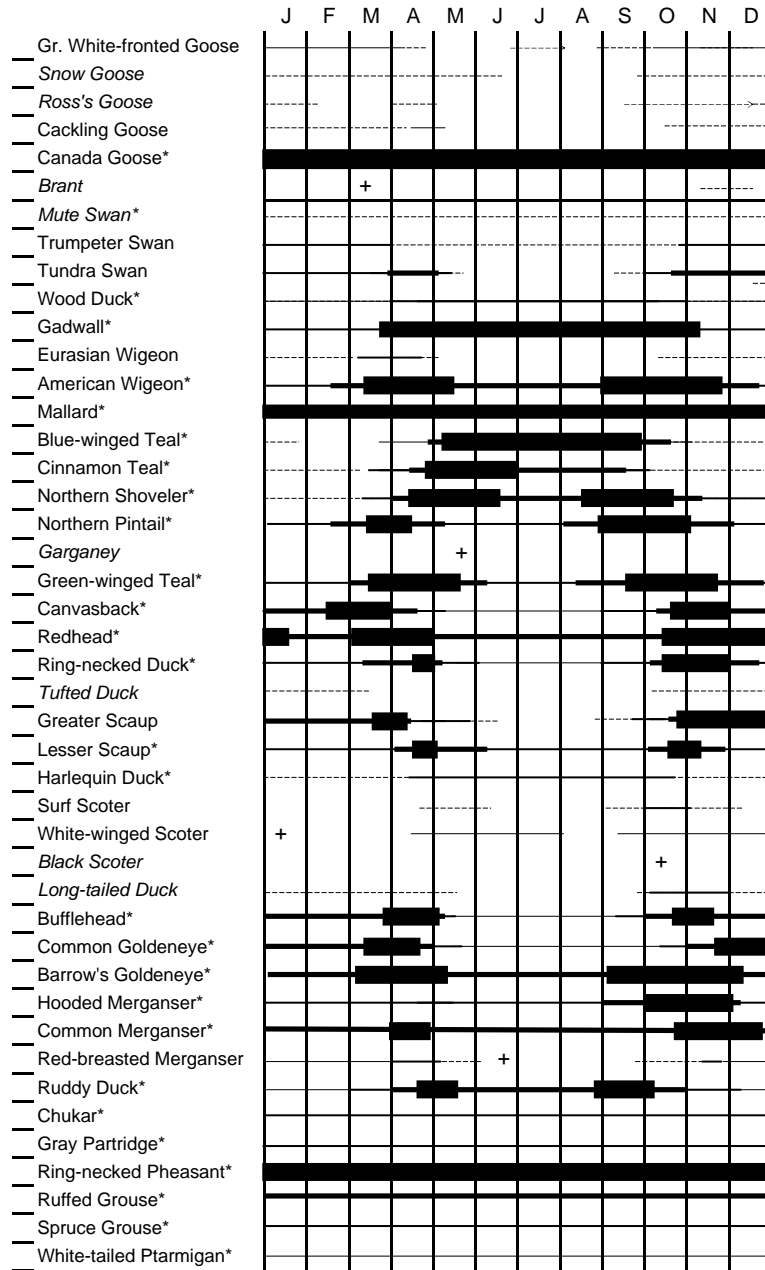 J F M A M J J A S O N D
Gr. White-fronted Goose
Snow Goose
Ross's Goose
Cackling Goose
Canada Goose*
Brant +
Mute Swan*
Trumpeter Swan
Tundra Swan
Wood Duck*
Gadwall*
Eurasian Wigeon
American Wigeon*
Mallard*
Blue-winged Teal*
Cinnamon Teal*
Northern Shoveler*
Northern Pintail*
Garganey +
Green-winged Teal*
Canvasback*
Redhead*
Ring-necked Duck*
Tufted Duck
Greater Scaup
Lesser Scaup*
Harlequin Duck*
Surf Scoter
White-winged Scoter +
Black Scoter +
Long-tailed Duck
Bufflehead*
Common Goldeneye*
Barrow's Goldeneye*
Hooded Merganser*
Common Merganser*
Red-breasted Merganser +
Ruddy Duck*
Chukar*
Gray Partridge*
Ring-necked Pheasant*
Ruffed Grouse*
Spruce Grouse*
White-tailed Ptarmigan*